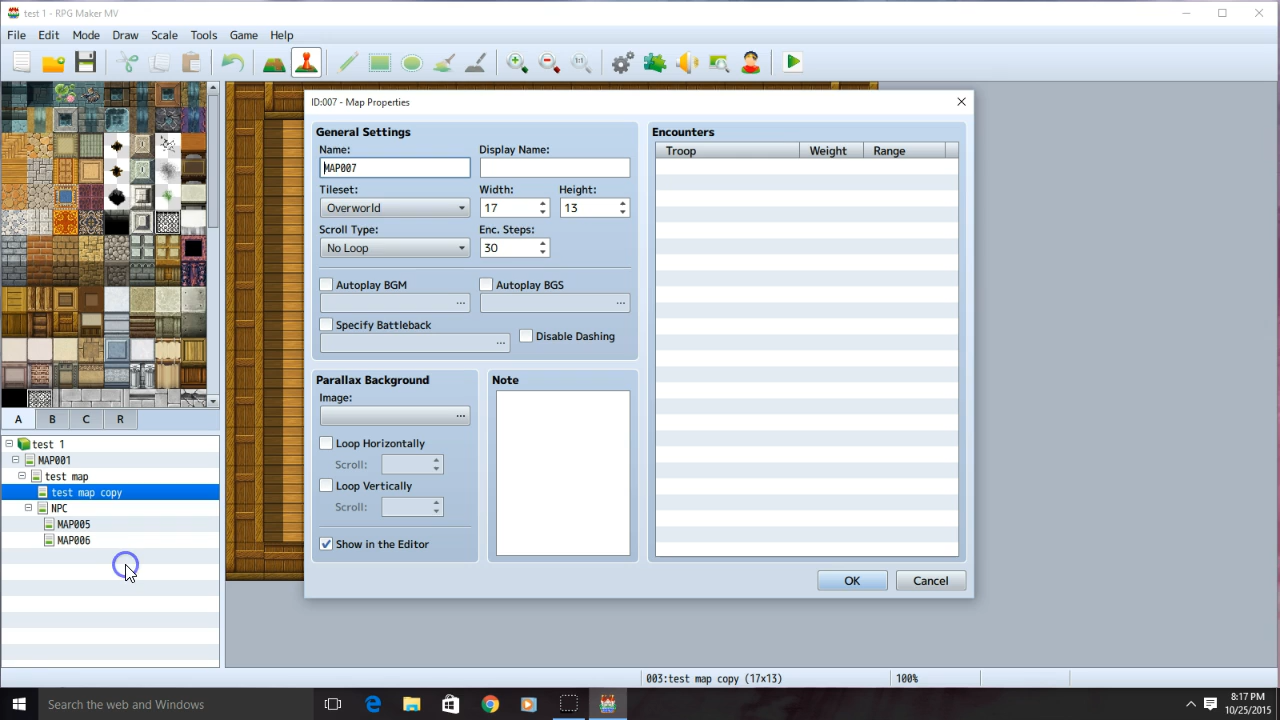 test 1 - RPG Maker MV
File Edit Mode Draw Scale Tools Game Help
1:1
ID:007 - Map Properties
General Settings
Name:
Display Name:
MAP007
Tileset:
Width:
Height:
Overworld
17
13
Scroll Type:
Enc. Steps:
No Loop
30
Autoplay BGM
Autoplay BGS
...
...
Specify Battleback
Disable Dashing
...
Parallax Background
Image:
...
Loop Horizontally
Scroll:
Loop Vertically
Scroll:
Show in the Editor
Note
Encounters
Troop Weight Range
OK Cancel
A B C R
test 1
MAP001
test map
test map copy
NPC
MAP005
MAP006
003:test map copy (17x13)
100%
Search the web and Windows
8:17 PM
10/25/2015